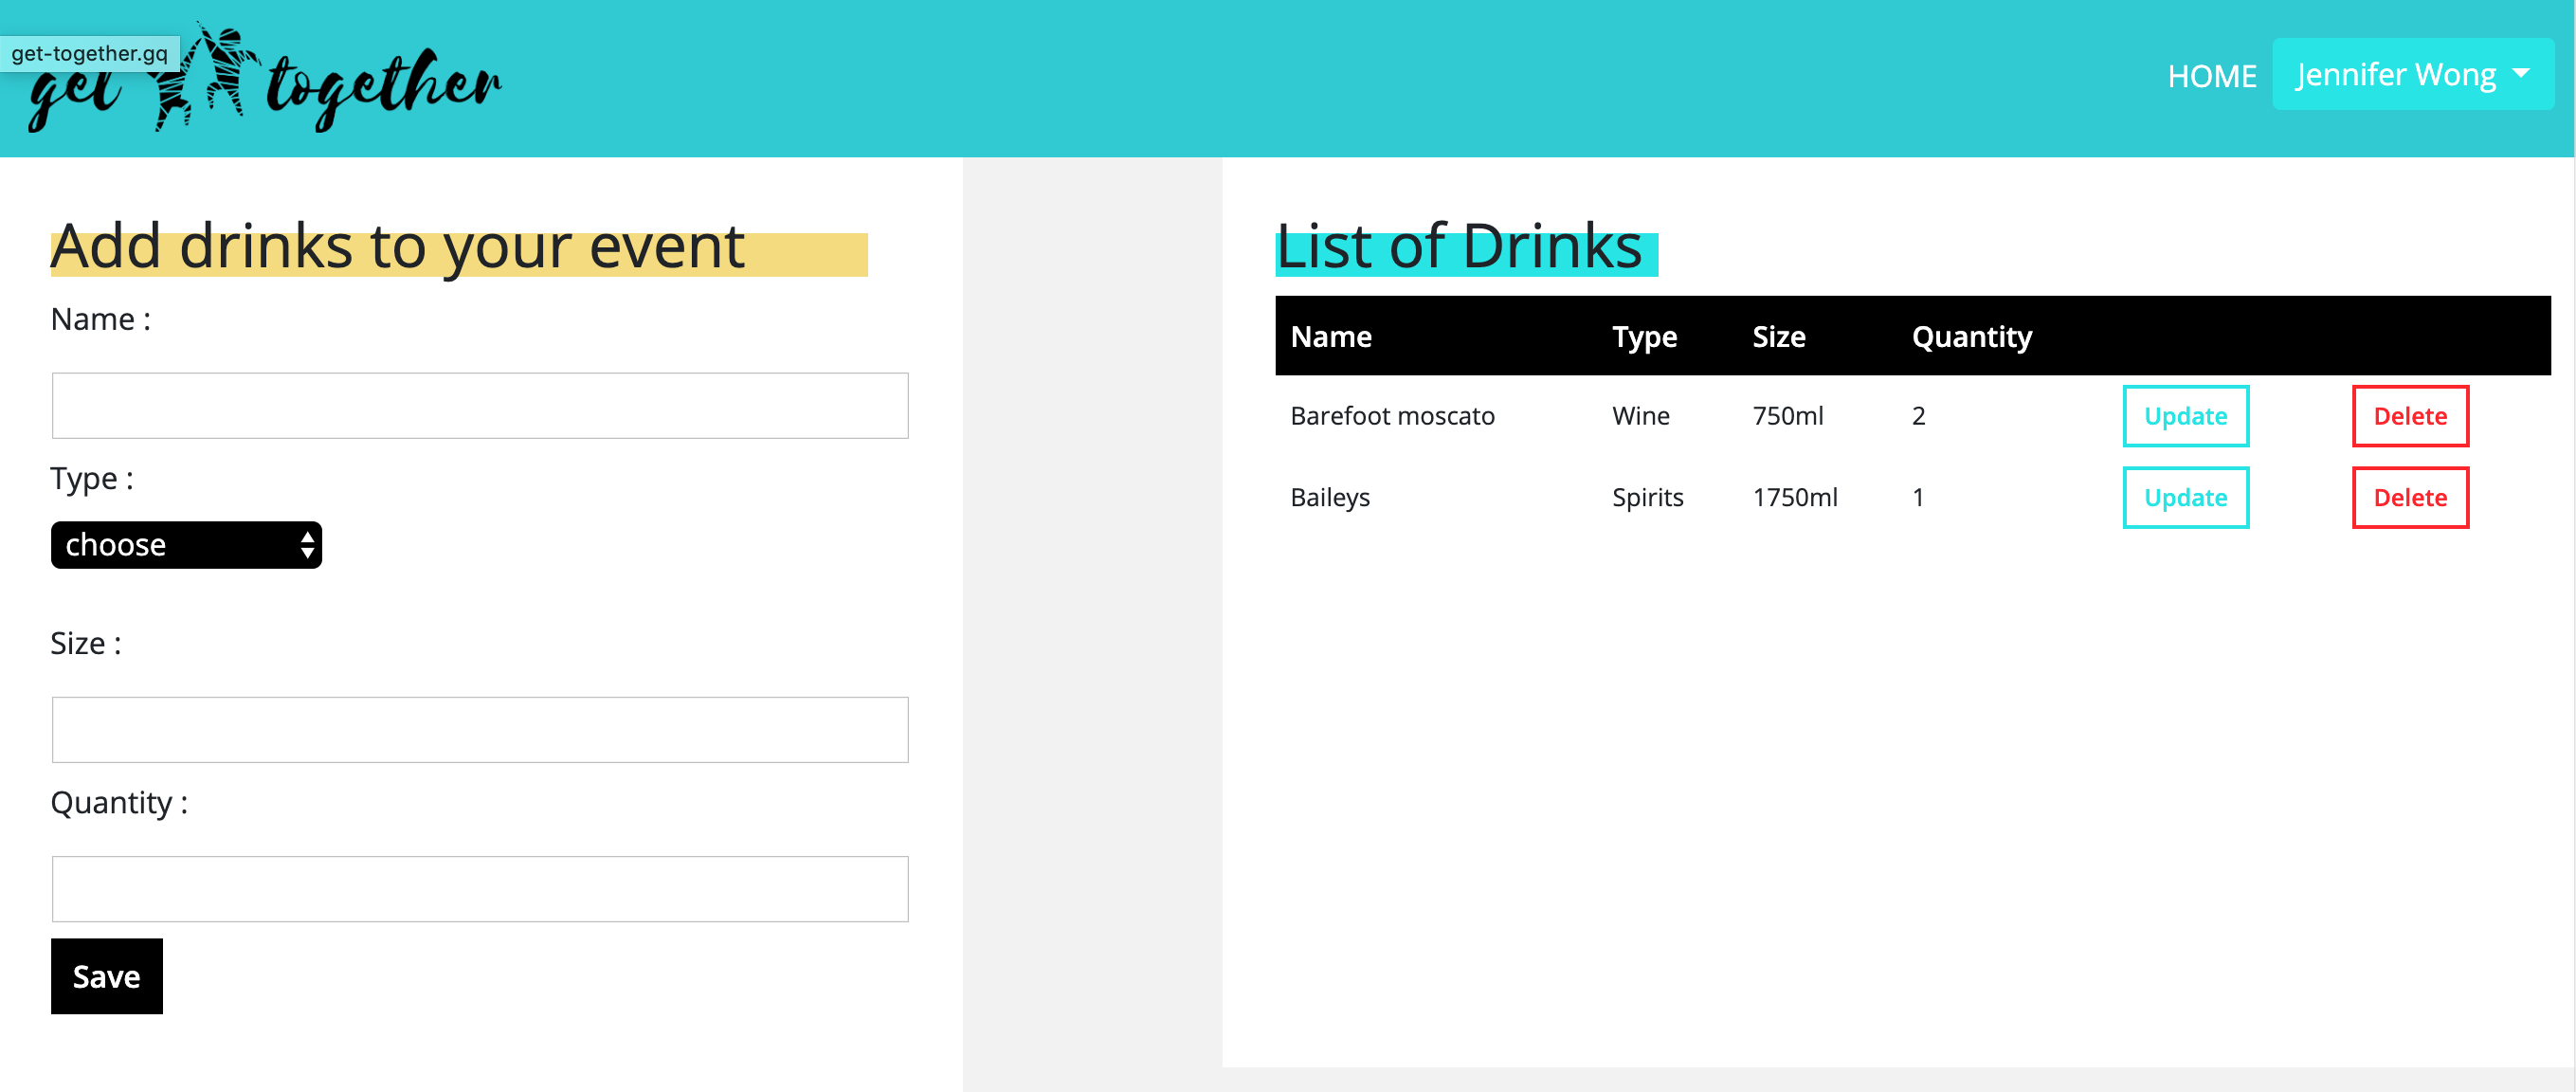 get-together.gq
get together
HOME
Jennifer Wong
Add drinks to your event
Name :
Type :
choose
Size :
Quantity :
Save
List of Drinks
Name Type Size Quantity
Barefoot moscato Wine 750ml 2 Update Delete
Baileys Spirits 1750ml 1 Update Delete